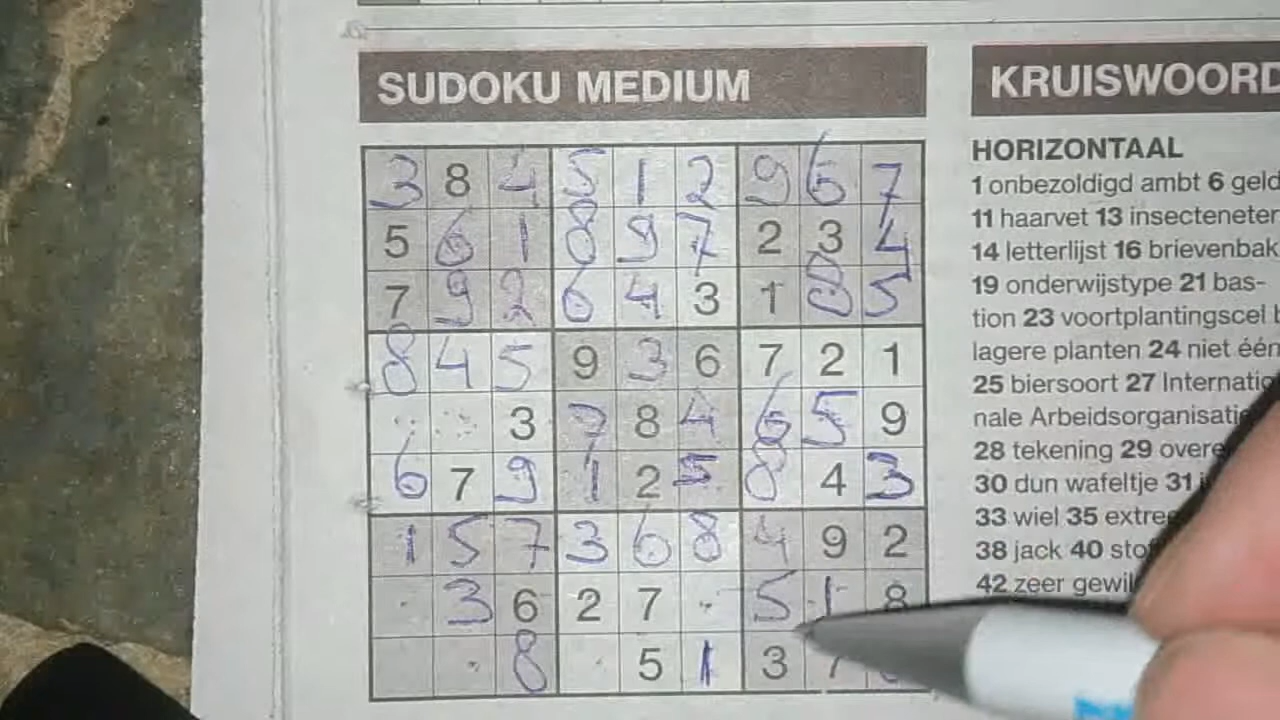 SUDOKU MEDIUM
3 8 4 5 1 2 9 6 7
5 6 1 8 9 7 2 3 4
7 9 2 6 4 3 1 8 5
8 4 5 9 3 6 7 2 1
3 7 8 4 6 5 9
6 7 9 1 2 5 8 4 3
1 5 7 3 6 8 4 9 2
3 6 2 7 5 1 8
8 5 1 3 7
KRUISWOORD
HORIZONTAAL
1 onbezoldigd ambt 6 geld
11 haarvet 13 insecteneter
14 letterlijst 16 brievenbak
19 onderwijstype 21 bas-
tion 23 voortplantingscel
lagere planten 24 niet één
25 biersoort 27 Internatio
nale Arbeidsorganisatie
28 tekening 29 overe
30 dun wafeltje 31
33 wiel 35 extre
38 jack 40 sto
42 zeer gewil